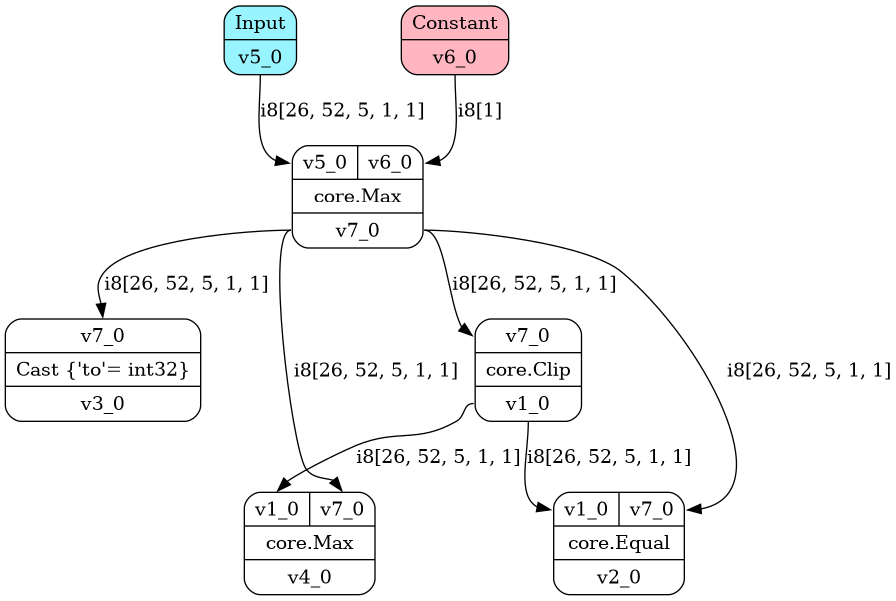 Input
v5_0
Constant
v6_0
i8[26, 52, 5, 1, 1]
i8[1]
v5_0 v6_0
core.Max
v7_0
i8[26, 52, 5, 1, 1]
i8[26, 52, 5, 1, 1]
v7_0
Cast {'to'= int32}
v3_0
i8[26, 52, 5, 1, 1]
v7_0
core.Clip
v1_0
i8[26, 52, 5, 1, 1]
i8[26, 52, 5, 1, 1]
i8[26, 52, 5, 1, 1]
v1_0 v7_0
core.Max
v4_0
v1_0 v7_0
core.Equal
v2_0